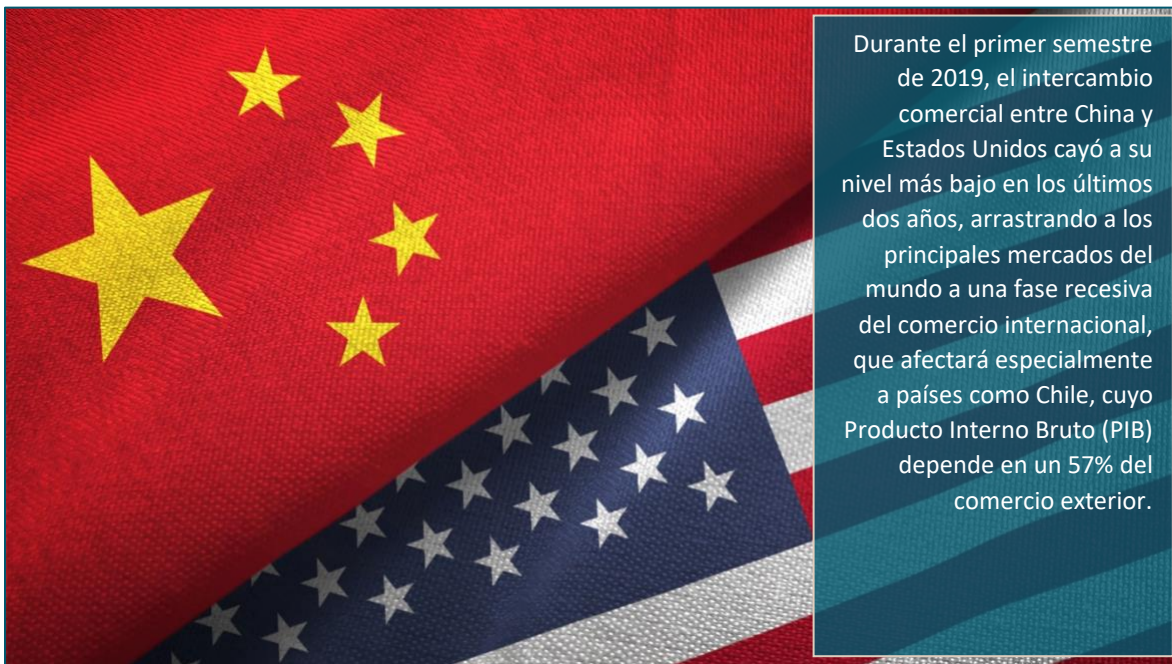 Durante el primer semestre
de 2019, el intercambio
comercial entre China y
Estados Unidos cayó a su
nivel más bajo en los últimos
dos años, arrastrando a los
principales mercados del
mundo a una fase recesiva
del comercio internacional,
que afectará especialmente
a países como Chile, cuyo
Producto Interno Bruto (PIB)
depende en un 57% del
comercio exterior.